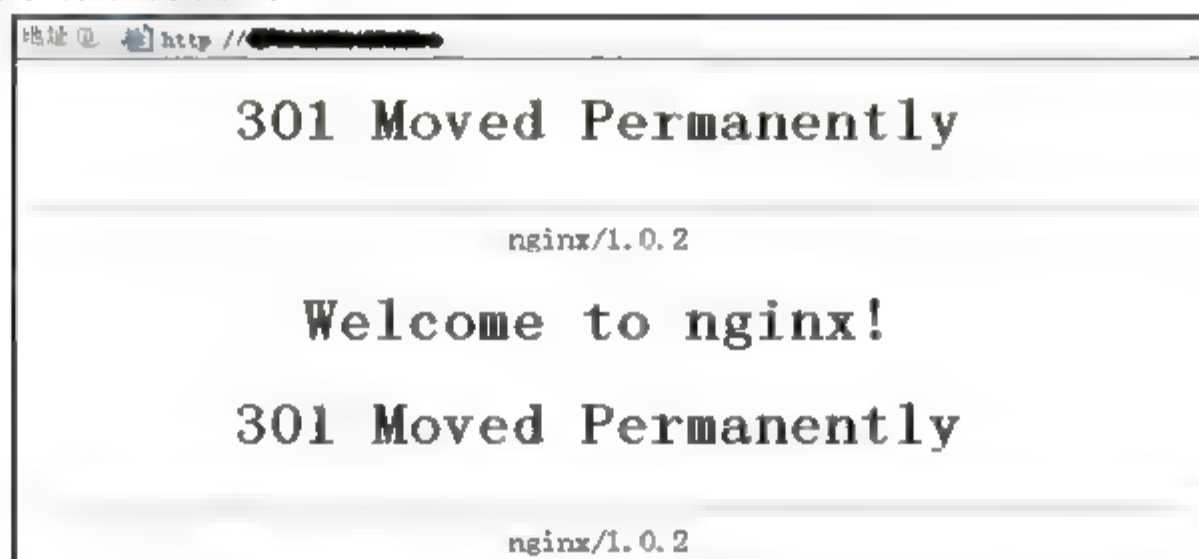 地址(D) http://
301 Moved Permanently
nginx/1.0.2
Welcome to nginx!
301 Moved Permanently
nginx/1.0.2